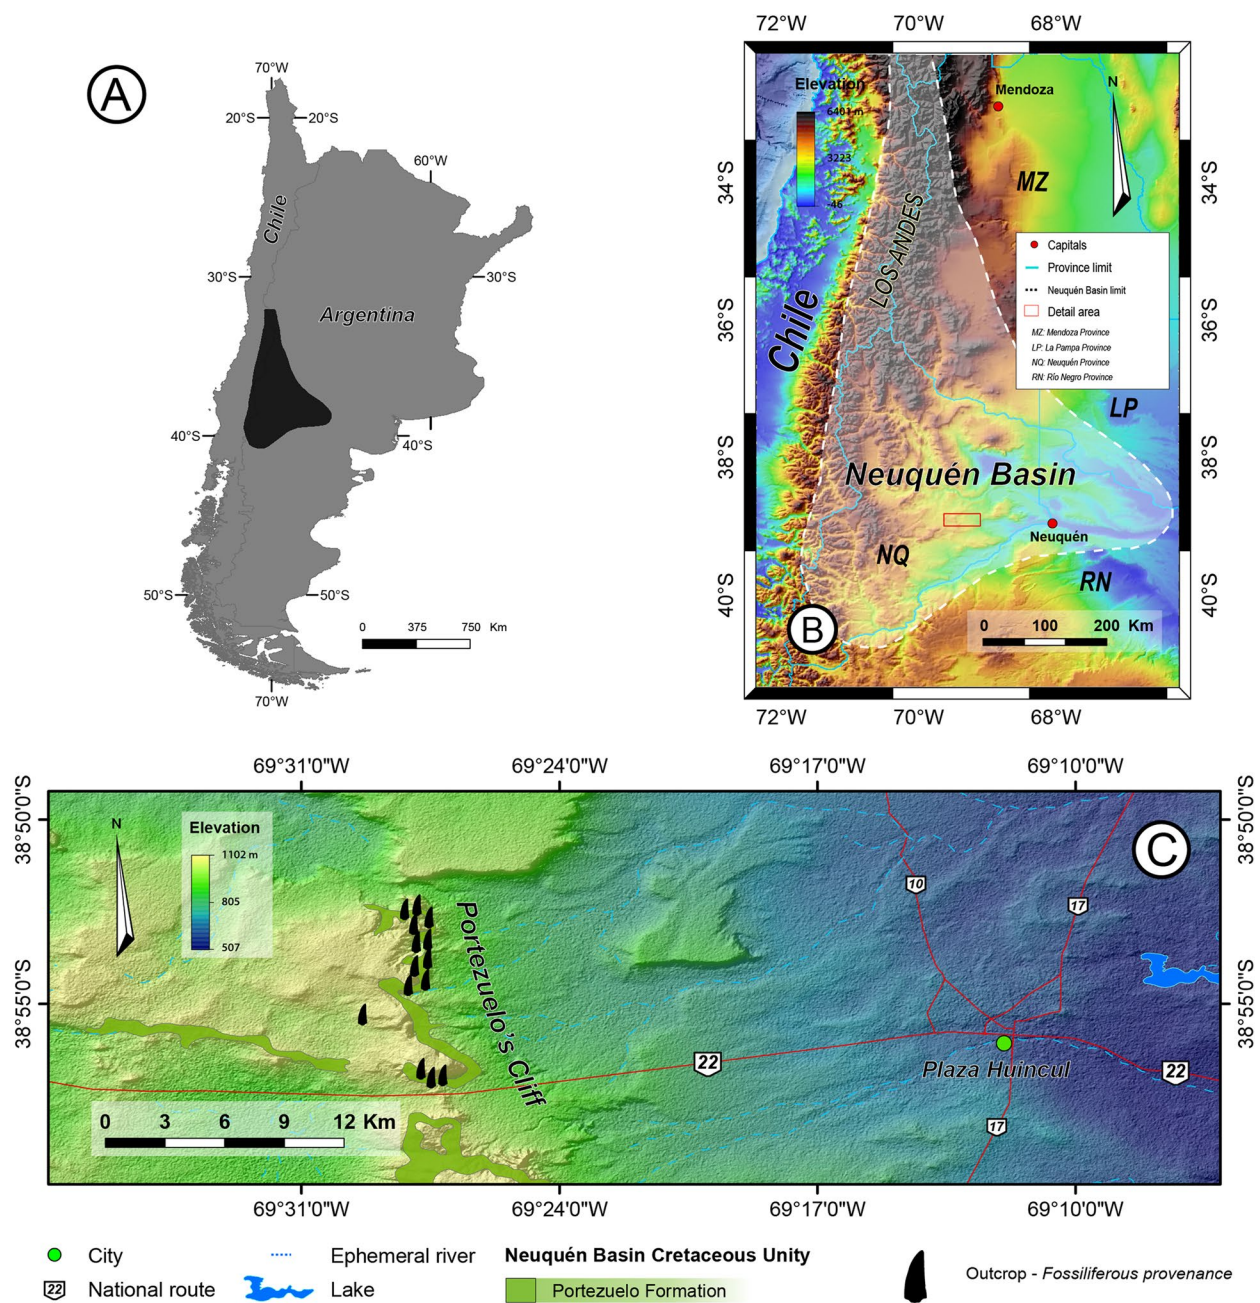 A
70°W
20°S
20°S
60°W
Chile
30°S
30°S
Argentina
40°S
40°S
50°S
50°S
0 375 750 Km
70°W
72°W 70°W 68°W
Elevation
6401 m
3223
-46
Mendoza
N
MZ
34°S
34°S
LOS ANDES
Capitals
Province limit
Neuquén Basin limit
Detail area
MZ: Mendoza Province
LP: La Pampa Province
NQ: Neuquén Province
RN: Río Negro Province
Chile
36°S
36°S
LP
38°S
38°S
Neuquén Basin
Neuquén
NQ
RN
40°S
40°S
B
0 100 200 Km
72°W 70°W 68°W
69°31'0"W 69°24'0"W 69°17'0"W 69°10'0"W
38°50'0"S
38°50'0"S
N
Elevation
1102 m
805
507
C
10
17
Portezuelo's Cliff
38°55'0"S
38°55'0"S
22
Plaza Huincul
22
17
0 3 6 9 12 Km
69°31'0"W 69°24'0"W 69°17'0"W 69°10'0"W
City
Ephemeral river
Neuquén Basin Cretaceous Unity
22 National route
Lake
Portezuelo Formation
Outcrop - Fossiliferous provenance